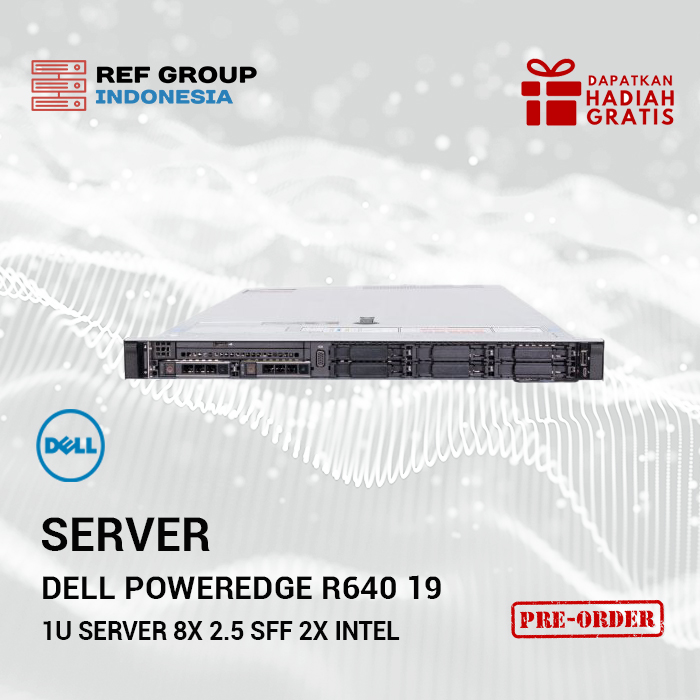 REF GROUP
INDONESIA
DAPATKAN
HADIAH
GRATIS
DELL
SERVER
DELL POWEREDGE R640 19
1U SERVER 8X 2.5 SFF 2X INTEL
PRE-ORDER